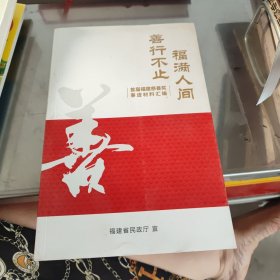 善行不止
福满人间
首届福建慈善奖
事迹材料汇编
善
福建省民政厅 宣